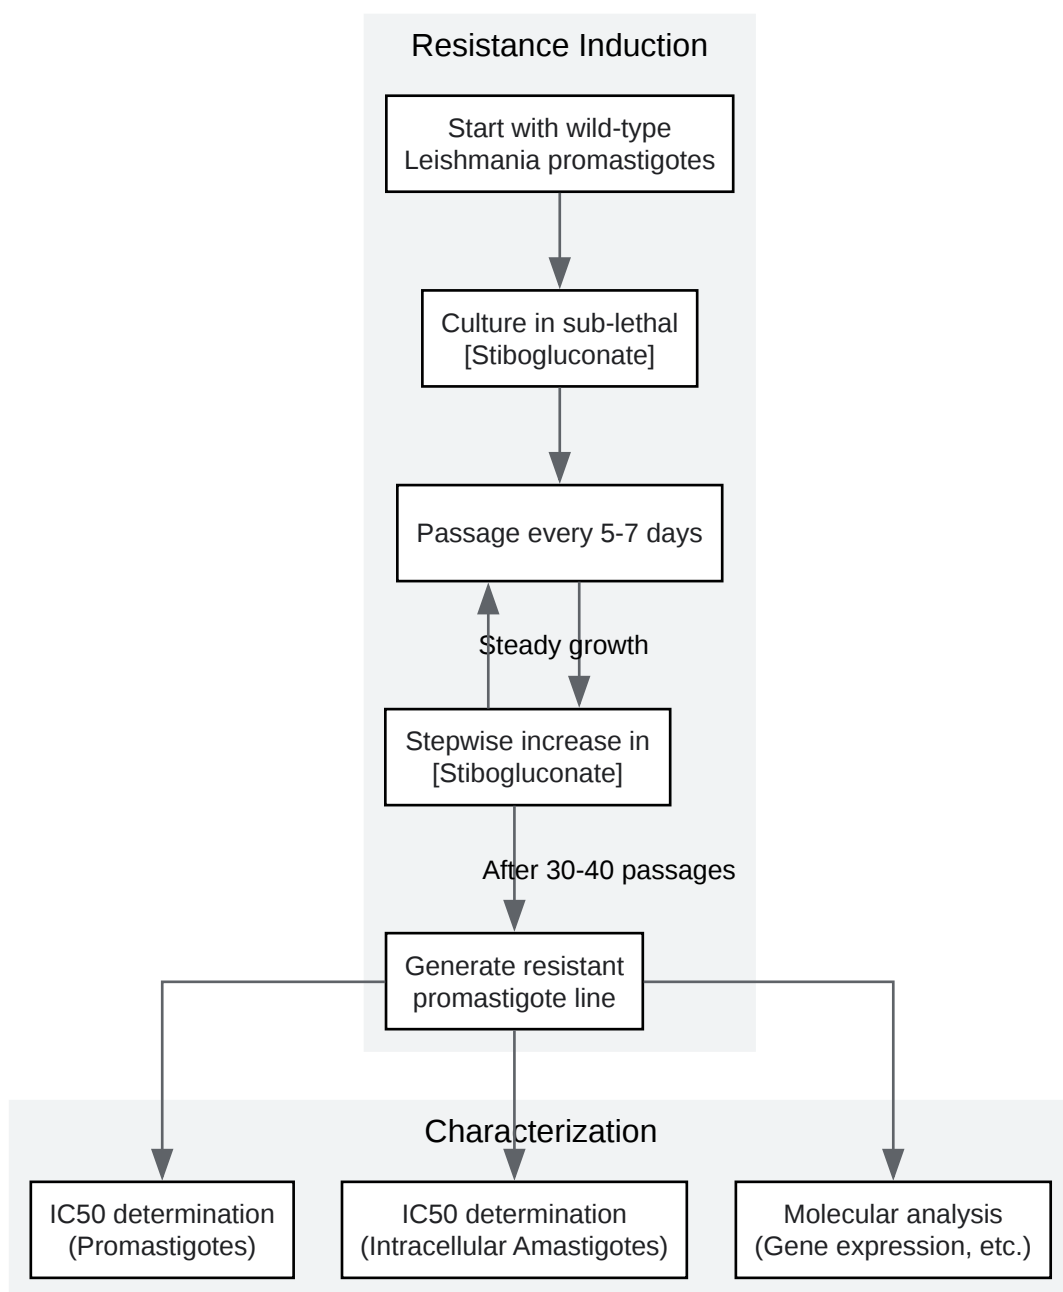 Resistance Induction
Start with wild-type
Leishmania promastigotes
Culture in sub-lethal
[Stibogluconate]
Passage every 5-7 days
Steady growth
Stepwise increase in
[Stibogluconate]
After 30-40 passages
Generate resistant
promastigote line
Characterization
IC50 determination
(Promastigotes)
IC50 determination
(Intracellular Amastigotes)
Molecular analysis
(Gene expression, etc.)